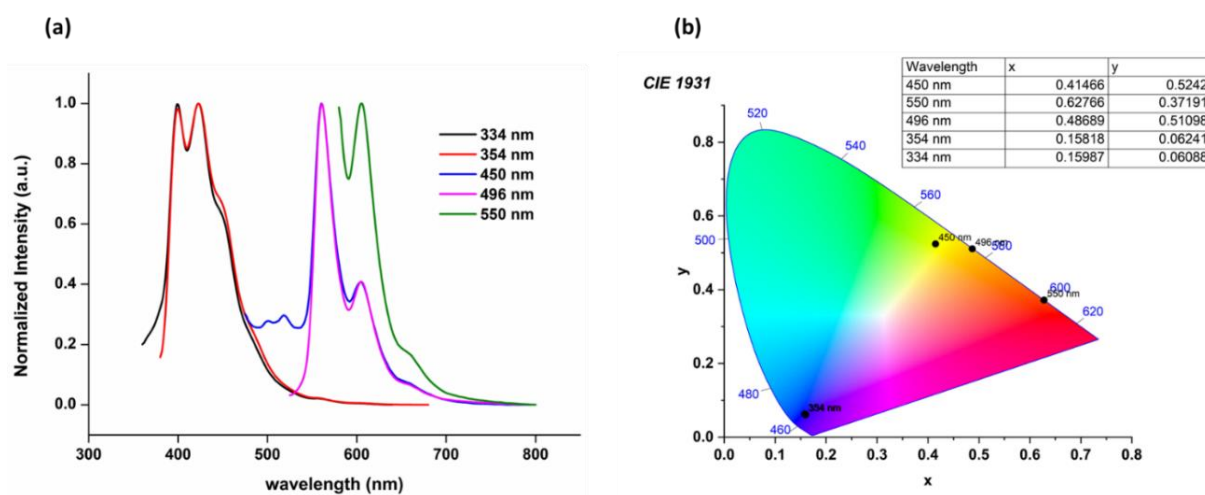 (a)
Normalized Intensity (a.u.)
1.0
0.8
0.6
0.4
0.2
0.0
334 nm
354 nm
450 nm
496 nm
550 nm
300 400 500 600 700 800
wavelength (nm)
(b)
CIE 1931
Wavelength x y
450 nm 0.41466 0.5242
550 nm 0.62766 0.37191
496 nm 0.48689 0.51098
354 nm 0.15818 0.06241
334 nm 0.15987 0.06088
y
0.8
0.6
0.4
0.2
0.0
520
540
560
500
450 nm
496 nm
580
600
550 nm
620
480
354 nm
460
0.0 0.1 0.2 0.3 0.4 0.5 0.6 0.7 0.8
x